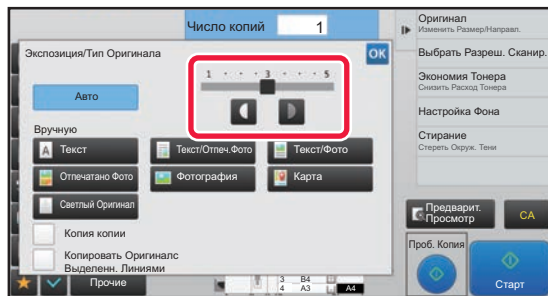 Число копий 1
Экспозиция/Тип Оригинала
OK
1 · · · 3 · · · 5
Авто
Вручную
A Текст
Текст/Отпеч.Фото
Текст/Фото
Отпечатано Фото
Фотография
Карта
Светлый Оригинал
Копия копии
Копировать Оригиналс
Выделенн. Линиями
Прочие
3 B4
4 A3
A4
Оригинал
Изменить Размер/Направл.
Выбрать Разреш. Сканир.
Экономия Тонера
Снизить Расход Тонера
Настройка Фона
Стирание
Стереть Окруж. Тени
Предварит.
Просмотр
CA
Проб. Копия
Старт